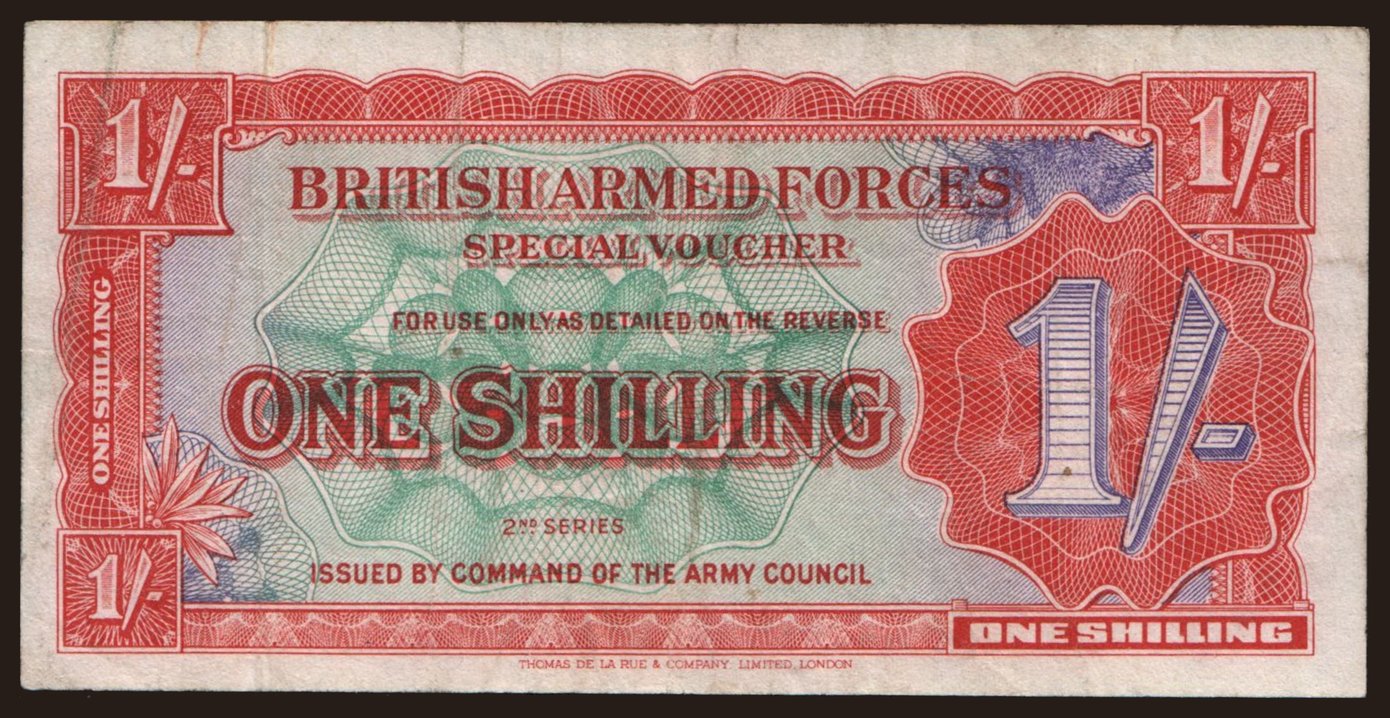 1/-
1/-
BRITISH ARMED FORCES
SPECIAL VOUCHER
FOR USE ONLY AS DETAILED ON THE REVERSE
ONE SHILLING
1/-
ONE SHILLING
2ND SERIES
ISSUED BY COMMAND OF THE ARMY COUNCIL
1/-
ONE SHILLING
THOMAS DE LA RUE & COMPANY, LIMITED, LONDON